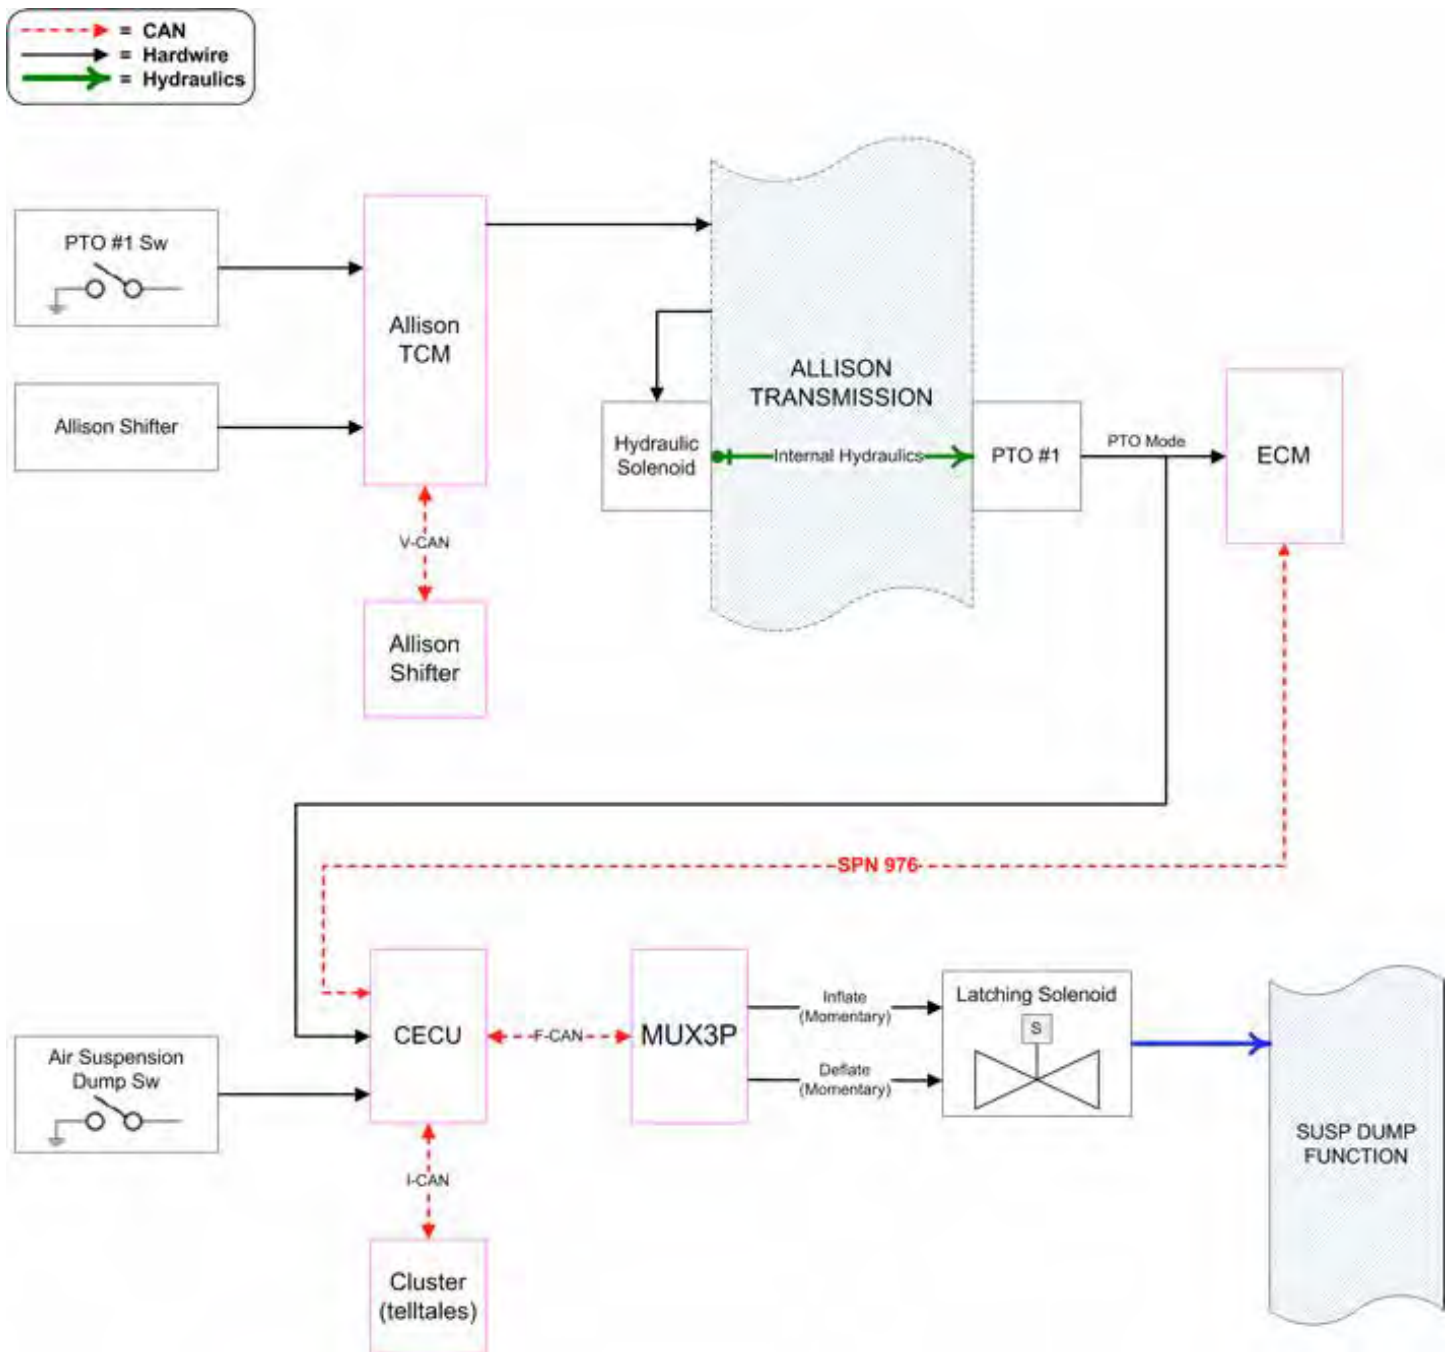 = CAN
= Hardwire
= Hydraulics
PTO #1 Sw
Allison
TCM
Allison Shifter
ALLISON
TRANSMISSION
Hydraulic
Solenoid
Internal Hydraulics
PTO #1
PTO Mode
ECM
V-CAN
Allison
Shifter
SPN 976
Air Suspension
Dump Sw
CECU
F-CAN
MUX3P
Inflate
(Momentary)
Deflate
(Momentary)
Latching Solenoid
S
SUSP DUMP
FUNCTION
I-CAN
Cluster
(telltales)